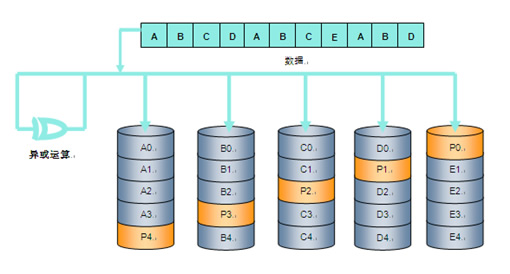 A B C D A B C E A B D
数据
异或运算
A0 B0 C0 D0 P0
A1 B1 C1 P1 E1
A2 B2 P2 D2 E2
A3 P3 C3 D3 E3
P4 B4 C4 D4 E4